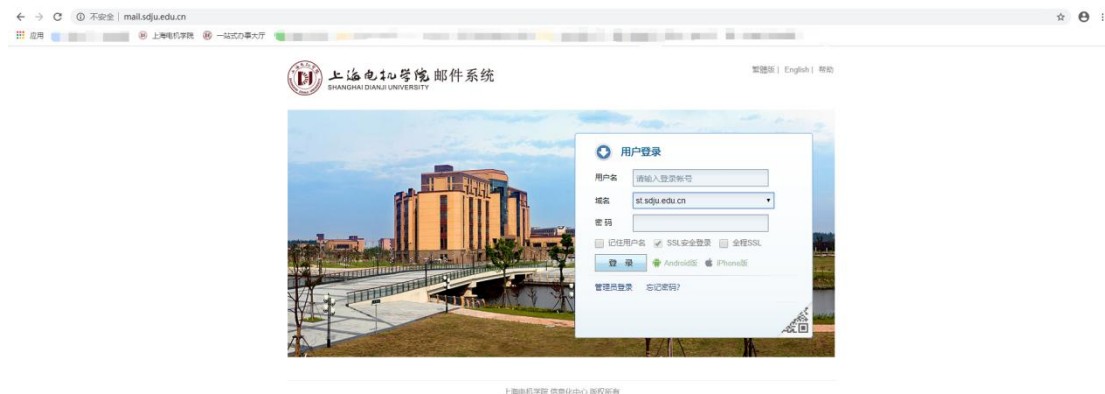 不安全 | mail.sdju.edu.cn
应用 上海电机学院 一站式办事大厅
繁體版 | English | 帮助
上海电机学院 邮件系统
SHANGHAI DIANJI UNIVERSITY
用户登录
用户名 请输入登录帐号
域名 st.sdju.edu.cn
密 码
记住用户名 SSL安全登录 全程SSL
登 录 Android版 iPhone版
管理员登录 忘记密码?
上海电机学院 信息化中心 版权所有